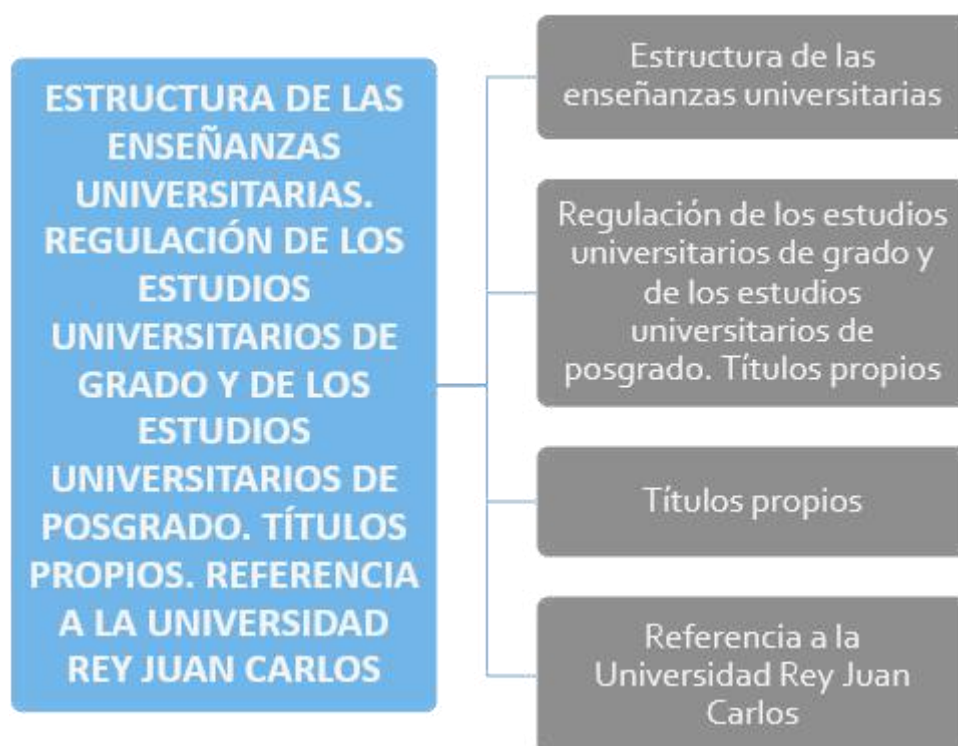 ESTRUCTURA DE LAS
ENSEÑANZAS
UNIVERSITARIAS.
REGULACIÓN DE LOS
ESTUDIOS
UNIVERSITARIOS DE
GRADO Y DE LOS
ESTUDIOS
UNIVERSITARIOS DE
POSGRADO. TÍTULOS
PROPIOS. REFERENCIA
A LA UNIVERSIDAD
REY JUAN CARLOS
Estructura de las
enseñanzas universitarias
Regulación de los estudios
universitarios de grado y
de los estudios
universitarios de
posgrado. Títulos propios
Títulos propios
Referencia a la
Universidad Rey Juan
Carlos